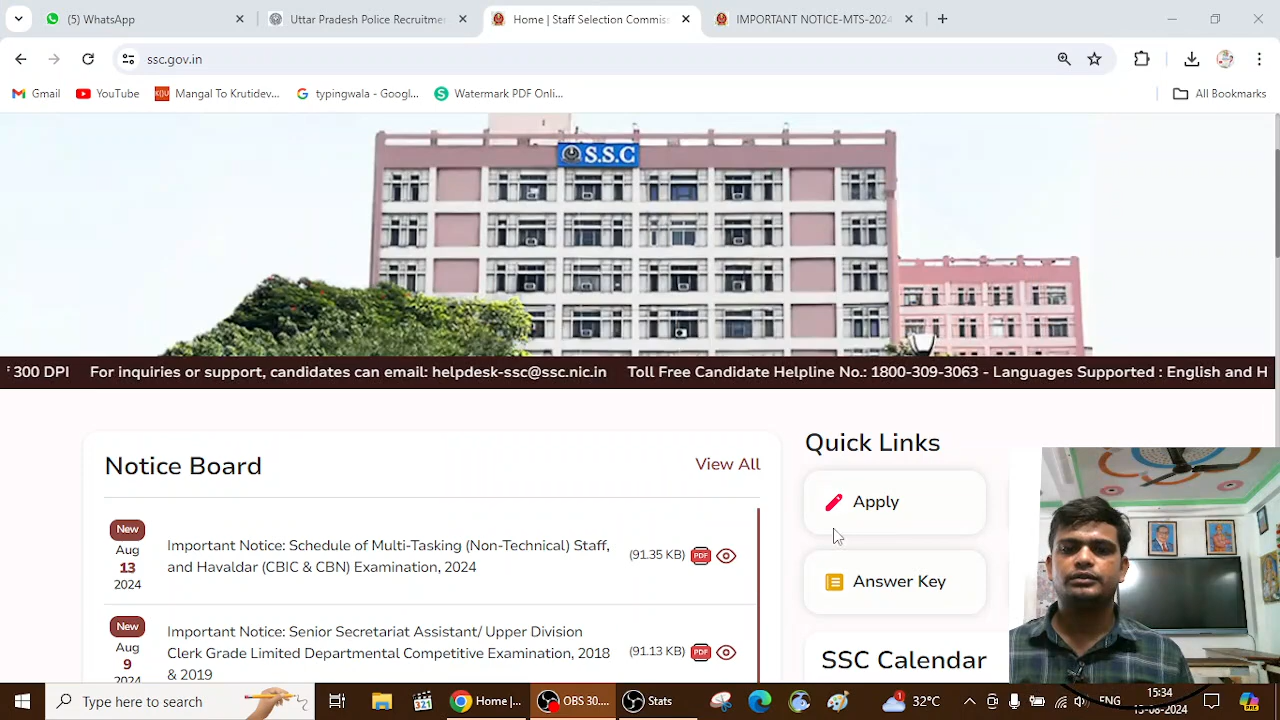 (5) WhatsApp
Uttar Pradesh Police Recruitme
Home | Staff Selection Commiss
IMPORTANT NOTICE-MTS-2024
ssc.gov.in
Gmail
YouTube
Mangal To Krutidev...
typingwala - Googl...
Watermark PDF Onli...
All Bookmarks
S.S.C
300 DPI For inquiries or support, candidates can email: helpdesk-ssc@ssc.nic.in Toll Free Candidate Helpline No.: 1800-309-3063 - Languages Supported : English and H
Notice Board
View All
New
Aug
13
2024
Important Notice: Schedule of Multi-Tasking (Non-Technical) Staff,
and Havaldar (CBIC & CBN) Examination, 2024
(91.35 KB)
PDF
New
Aug
9
2024
Important Notice: Senior Secretariat Assistant/ Upper Division
Clerk Grade Limited Departmental Competitive Examination, 2018
& 2019
(91.13 KB)
PDF
Quick Links
Apply
Answer Key
SSC Calendar
Type here to search
Home |...
OBS 30....
Stats
1
32°C
ENG
15:34
13-08-2024